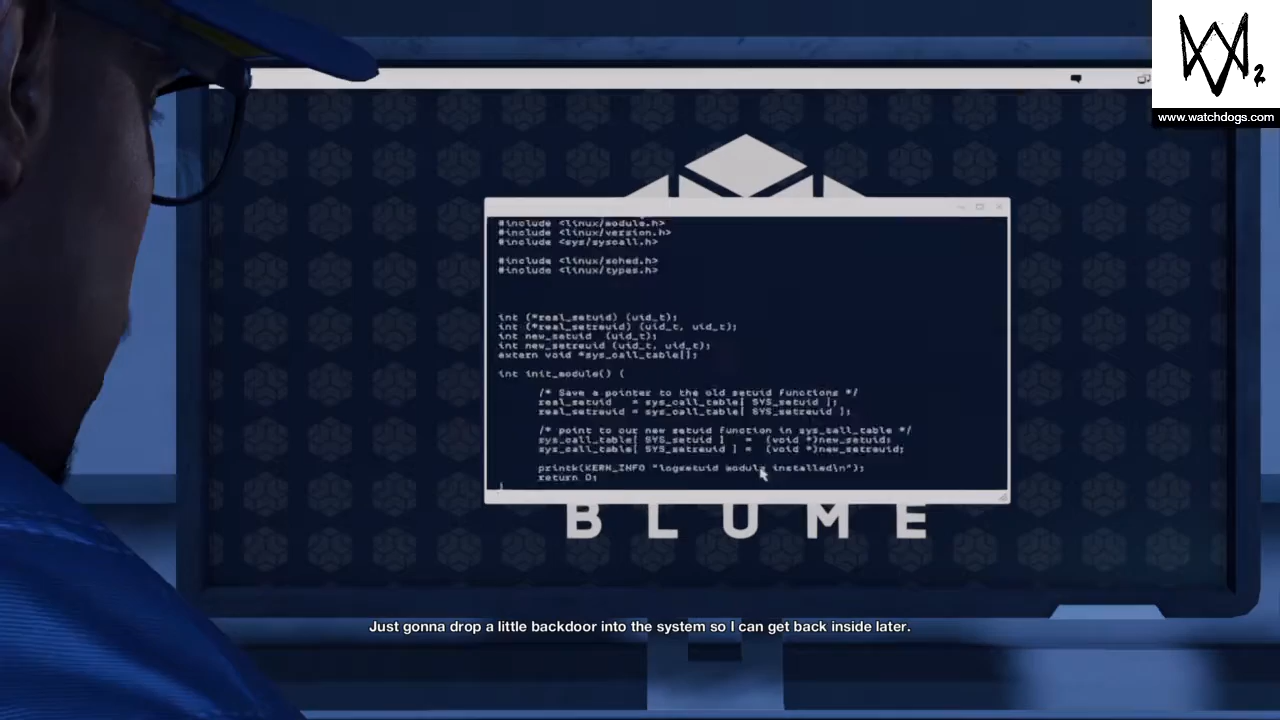 2
www.watchdogs.com
#include <linux/module.h>
#include <linux/version.h>
#include <sys/syscall.h>
#include <linux/sched.h>
#include <linux/types.h>
int (*real_setuid) (uid_t);
int (*real_setreuid) (uid_t, uid_t);
int new_setuid (uid_t);
int new_setreuid (uid_t, uid_t);
extern void *sys_call_table[];
int init_module() {
/* Save a pointer to the old setuid functions */
real_setuid = sys_call_table[ SYS_setuid ];
real_setreuid = sys_call_table[ SYS_setreuid ];
/* point to our new setuid function in sys_call_table */
sys_call_table[ SYS_setuid ] = (void *)new_setuid;
sys_call_table[ SYS_setreuid ] = (void *)new_setreuid;
printk(KERN_INFO "logsetuid module installed\n");
return 0;
BLUME
Just gonna drop a little backdoor into the system so I can get back inside later.